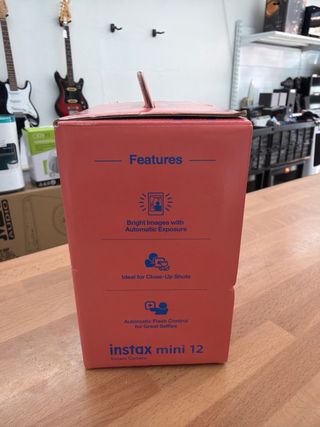 Features
Bright Images with
Automatic Exposure
Ideal for Close-Up Shots
Automatic Flash Control
for Great Selfies
instax mini 12
Instant Camera